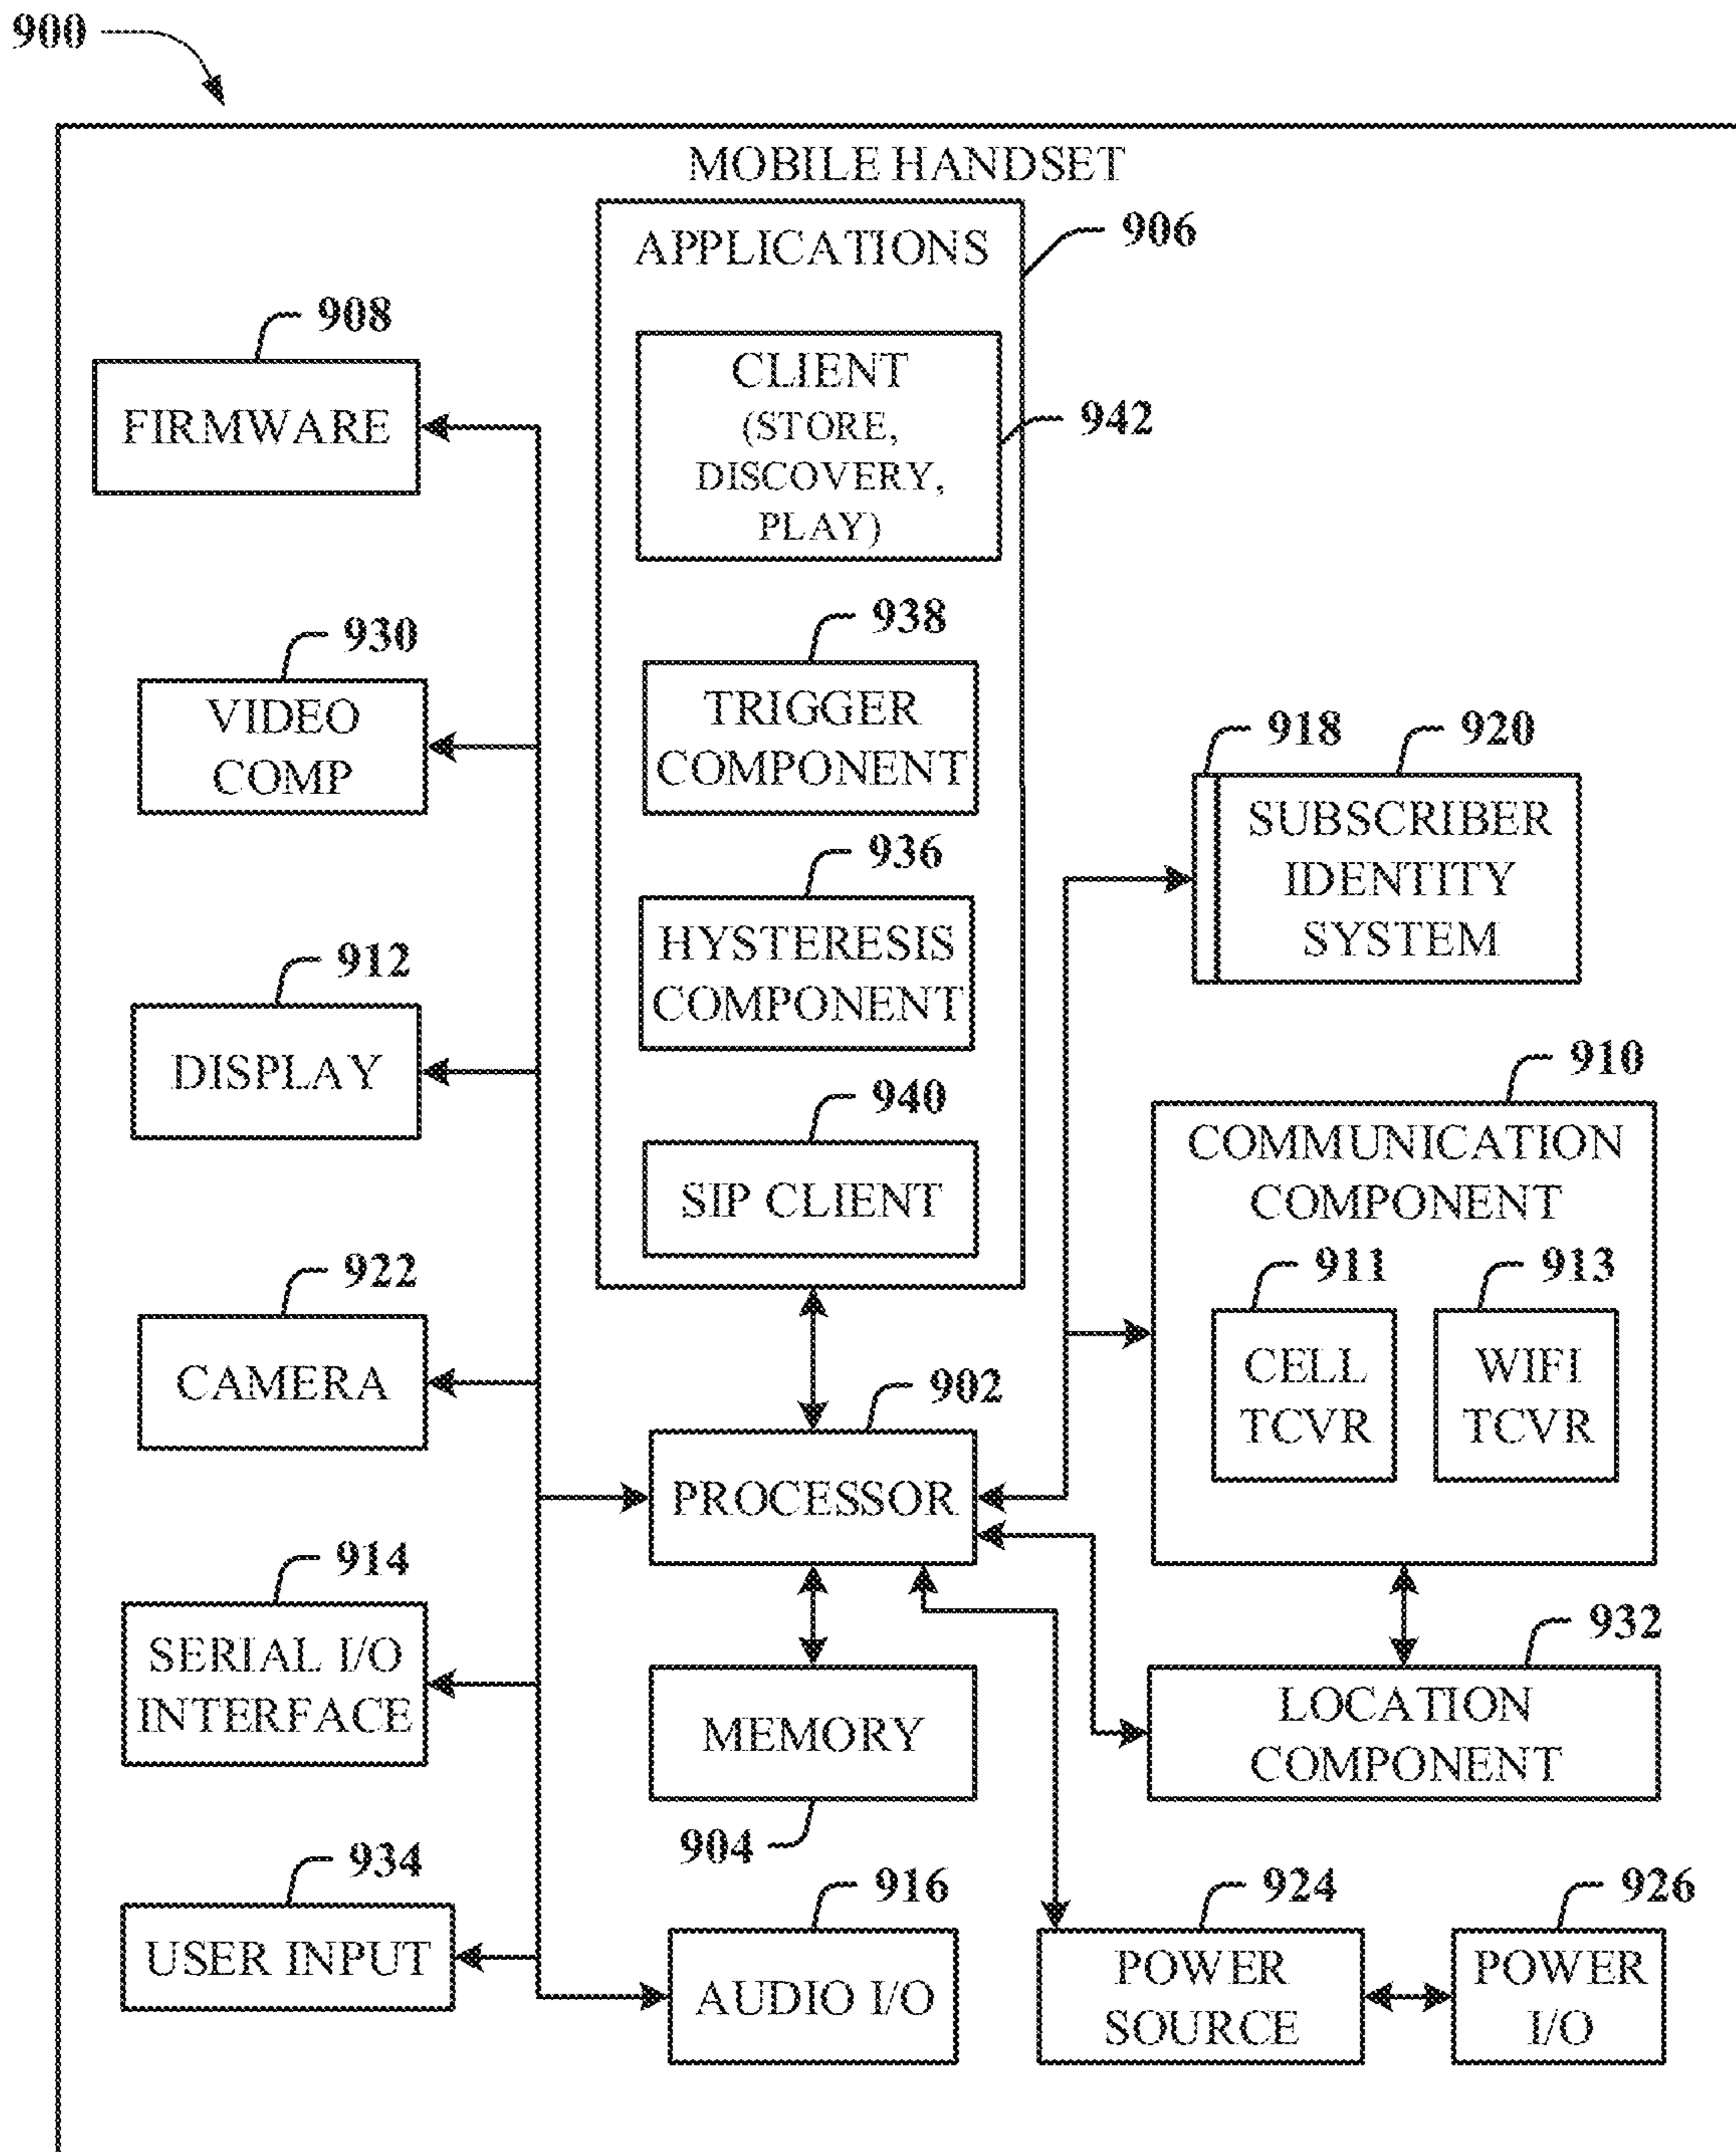 900
MOBILE HANDSET
APPLICATIONS
906
908
FIRMWARE
CLIENT
(STORE,
DISCOVERY,
PLAY)
942
930
VIDEO
COMP
938
TRIGGER
COMPONENT
918
920
SUBSCRIBER
IDENTITY
SYSTEM
936
HYSTERESIS
COMPONENT
912
DISPLAY
940
SIP CLIENT
910
COMMUNICATION
COMPONENT
911
CELL
TCVR
913
WIFI
TCVR
922
CAMERA
902
PROCESSOR
914
SERIAL I/O
INTERFACE
MEMORY
904
932
LOCATION
COMPONENT
934
USER INPUT
916
AUDIO I/O
924
POWER
SOURCE
926
POWER
I/O